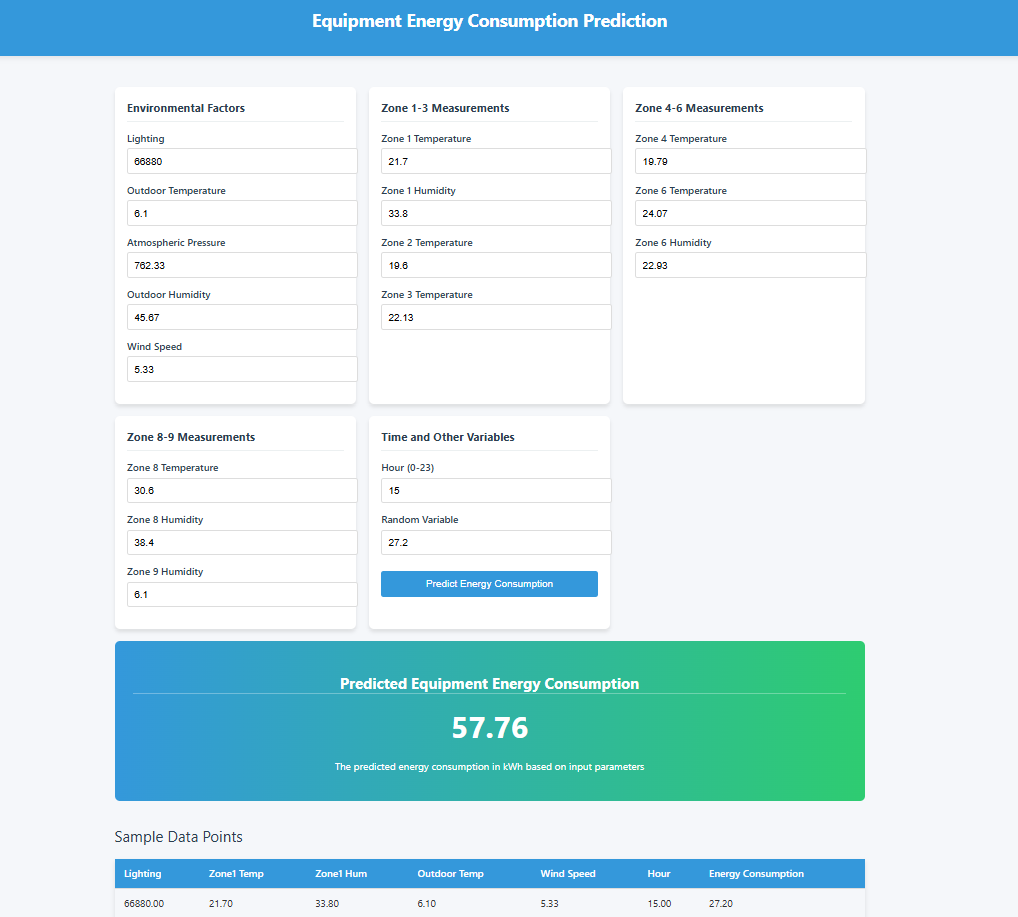 Equipment Energy Consumption Prediction
Environmental Factors
Lighting
66880
Outdoor Temperature
6.1
Atmospheric Pressure
762.33
Outdoor Humidity
45.67
Wind Speed
5.33
Zone 1-3 Measurements
Zone 1 Temperature
21.7
Zone 1 Humidity
33.8
Zone 2 Temperature
19.6
Zone 3 Temperature
22.13
Zone 4-6 Measurements
Zone 4 Temperature
19.79
Zone 6 Temperature
24.07
Zone 6 Humidity
22.93
Zone 8-9 Measurements
Zone 8 Temperature
30.6
Zone 8 Humidity
38.4
Zone 9 Humidity
6.1
Time and Other Variables
Hour (0-23)
15
Random Variable
27.2
Predict Energy Consumption
Predicted Equipment Energy Consumption
57.76
The predicted energy consumption in kWh based on input parameters
Sample Data Points
Lighting Zone1 Temp Zone1 Hum Outdoor Temp Wind Speed Hour Energy Consumption
66880.00 21.70 33.80 6.10 5.33 15.00 27.20